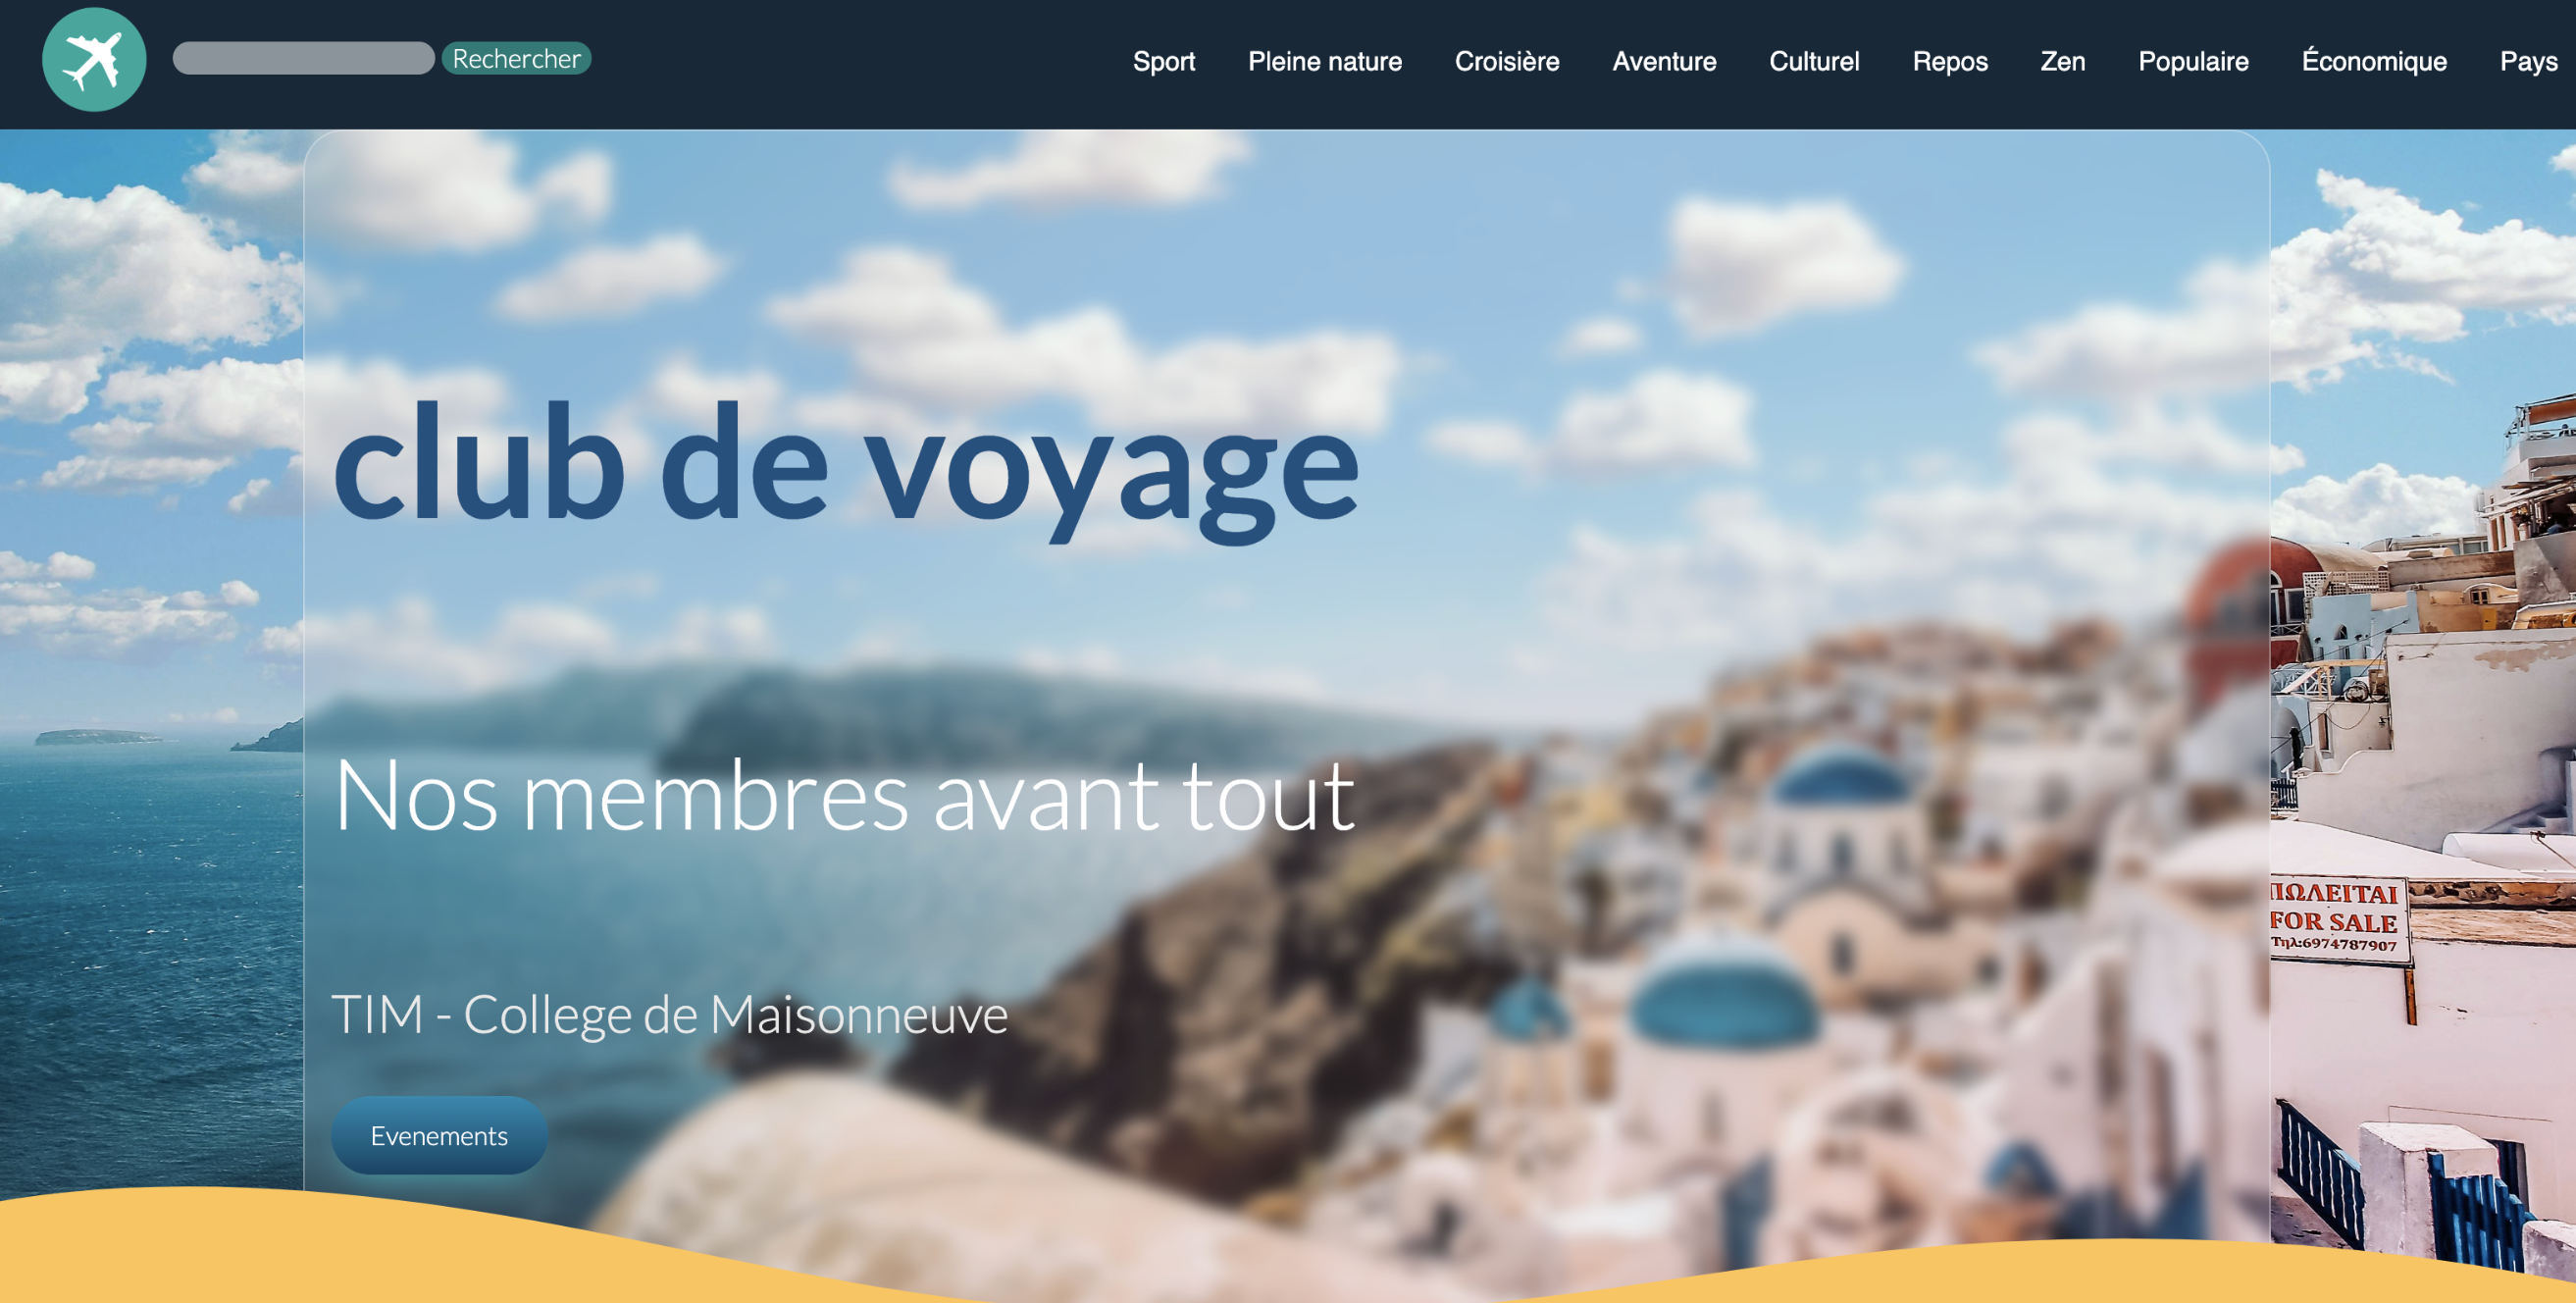 Rechercher
Sport Pleine nature Croisière Aventure Culturel Repos Zen Populaire Économique Pays
club de voyage
Nos membres avant tout
ΠΩΛΕΙΤΑΙ
FOR SALE
Τηλ:6974787907
TIM - College de Maisonneuve
Evenements